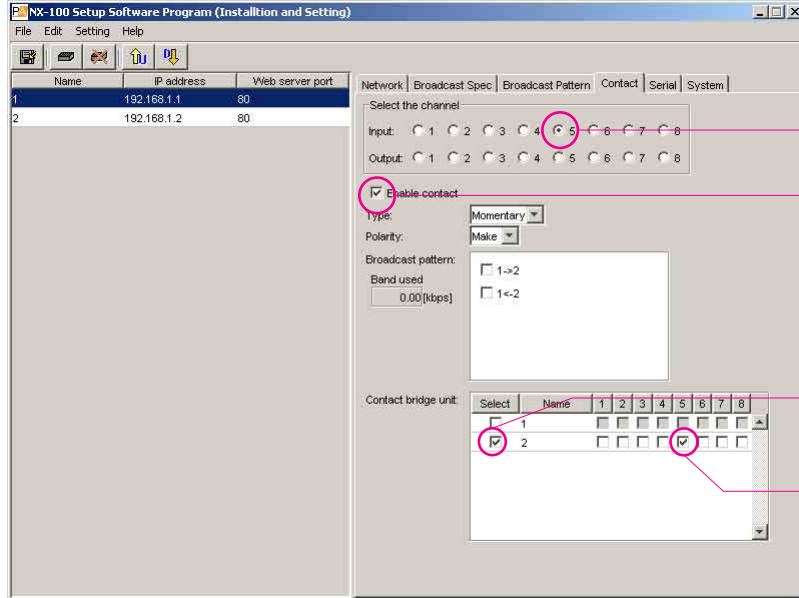 NX-100 Setup Software Program (Installtion and Setting)
File Edit Setting Help
Name IP address Web server port
1 192.168.1.1 80
2 192.168.1.2 80
Network Broadcast Spec Broadcast Pattern Contact Serial System
Select the channel
Input: 1 2 3 4 5 6 7 8
Output: 1 2 3 4 5 6 7 8
Enable contact
Type: Momentary
Polarity: Make
Broadcast pattern:
Band used
0.00 [kbps]
1->2
1<-2
Contact bridge unit:
Select Name 1 2 3 4 5 6 7 8
1
2